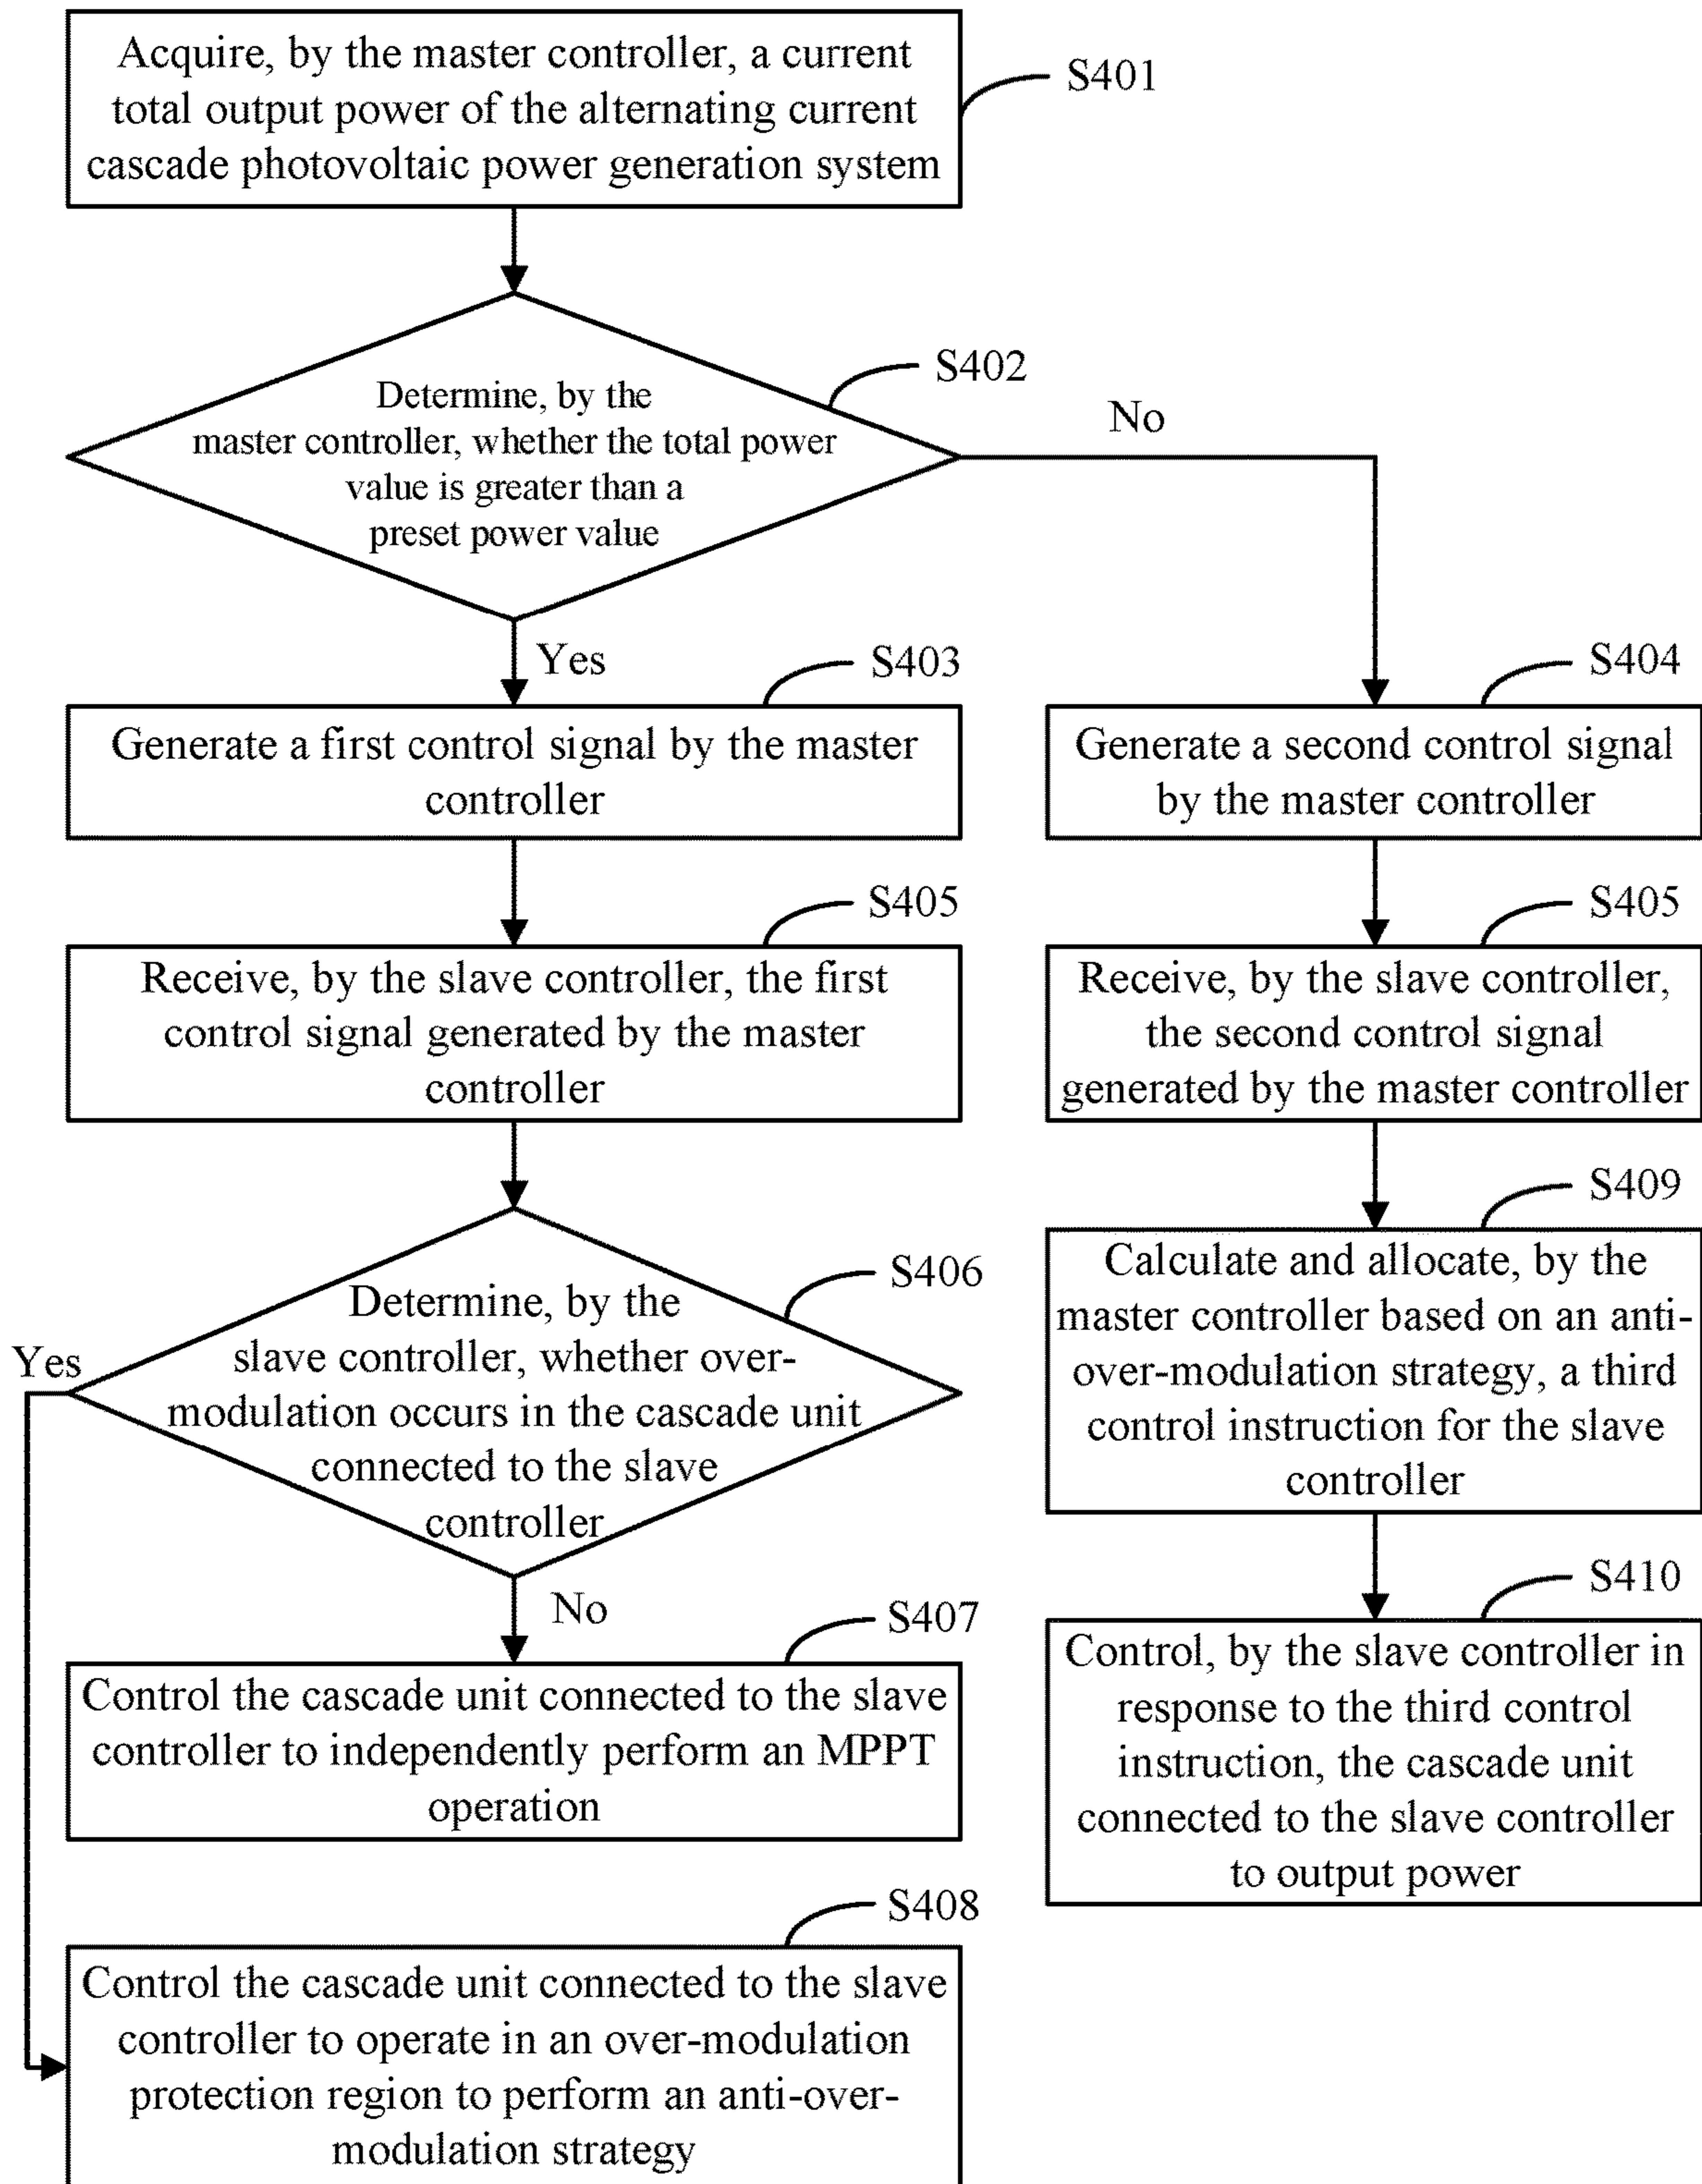 Acquire, by the master controller, a current
total output power of the alternating current
cascade photovoltaic power generation system
S401
Determine, by the
master controller, whether the total power
value is greater than a
preset power value
S402
No
Yes
S403
Generate a first control signal by the master
controller
S404
Generate a second control signal
by the master controller
S405
Receive, by the slave controller, the first
control signal generated by the master
controller
S405
Receive, by the slave controller,
the second control signal
generated by the master controller
S406
Determine, by the
slave controller, whether over-
modulation occurs in the cascade unit
connected to the slave
controller
Yes
No
S409
Calculate and allocate, by the
master controller based on an anti-
over-modulation strategy, a third
control instruction for the slave
controller
S407
Control the cascade unit connected to the slave
controller to independently perform an MPPT
operation
S410
Control, by the slave controller in
response to the third control
instruction, the cascade unit
connected to the slave controller
to output power
S408
Control the cascade unit connected to the slave
controller to operate in an over-modulation
protection region to perform an anti-over-
modulation strategy